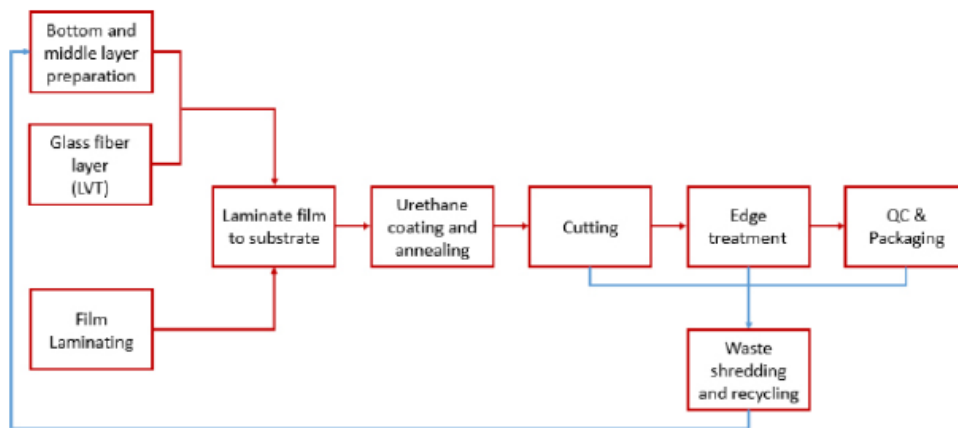 Bottom and
middle layer
preparation
Glass fiber
layer
(LVT)
Laminate film
to substrate
Urethane
coating and
annealing
Cutting
Edge
treatment
QC &
Packaging
Film
Laminating
Waste
shredding
and recycling